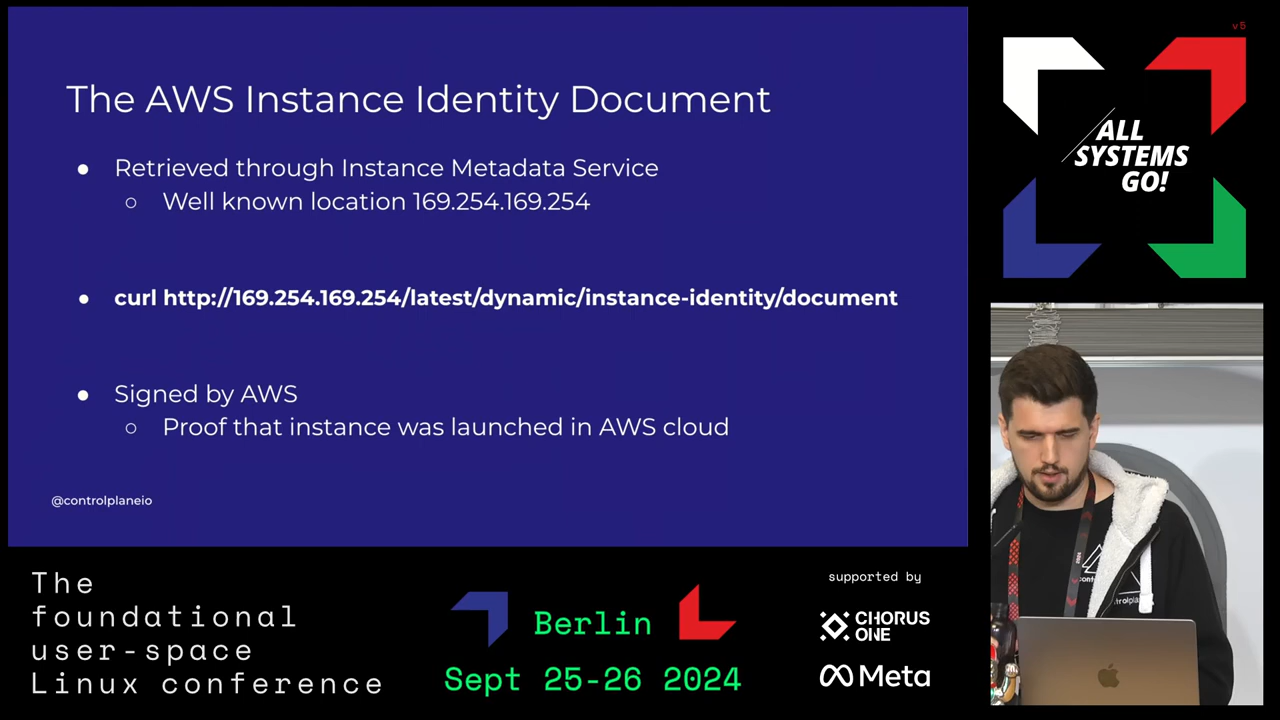 The AWS Instance Identity Document
● Retrieved through Instance Metadata Service
○ Well known location 169.254.169.254
● curl http://169.254.169.254/latest/dynamic/instance-identity/document
● Signed by AWS
○ Proof that instance was launched in AWS cloud
@controlplaneio
v5
ALL
SYSTEMS
GO!
The
foundational
user-space
Linux conference
Berlin
Sept 25-26 2024
supported by
CHORUS
ONE
Meta